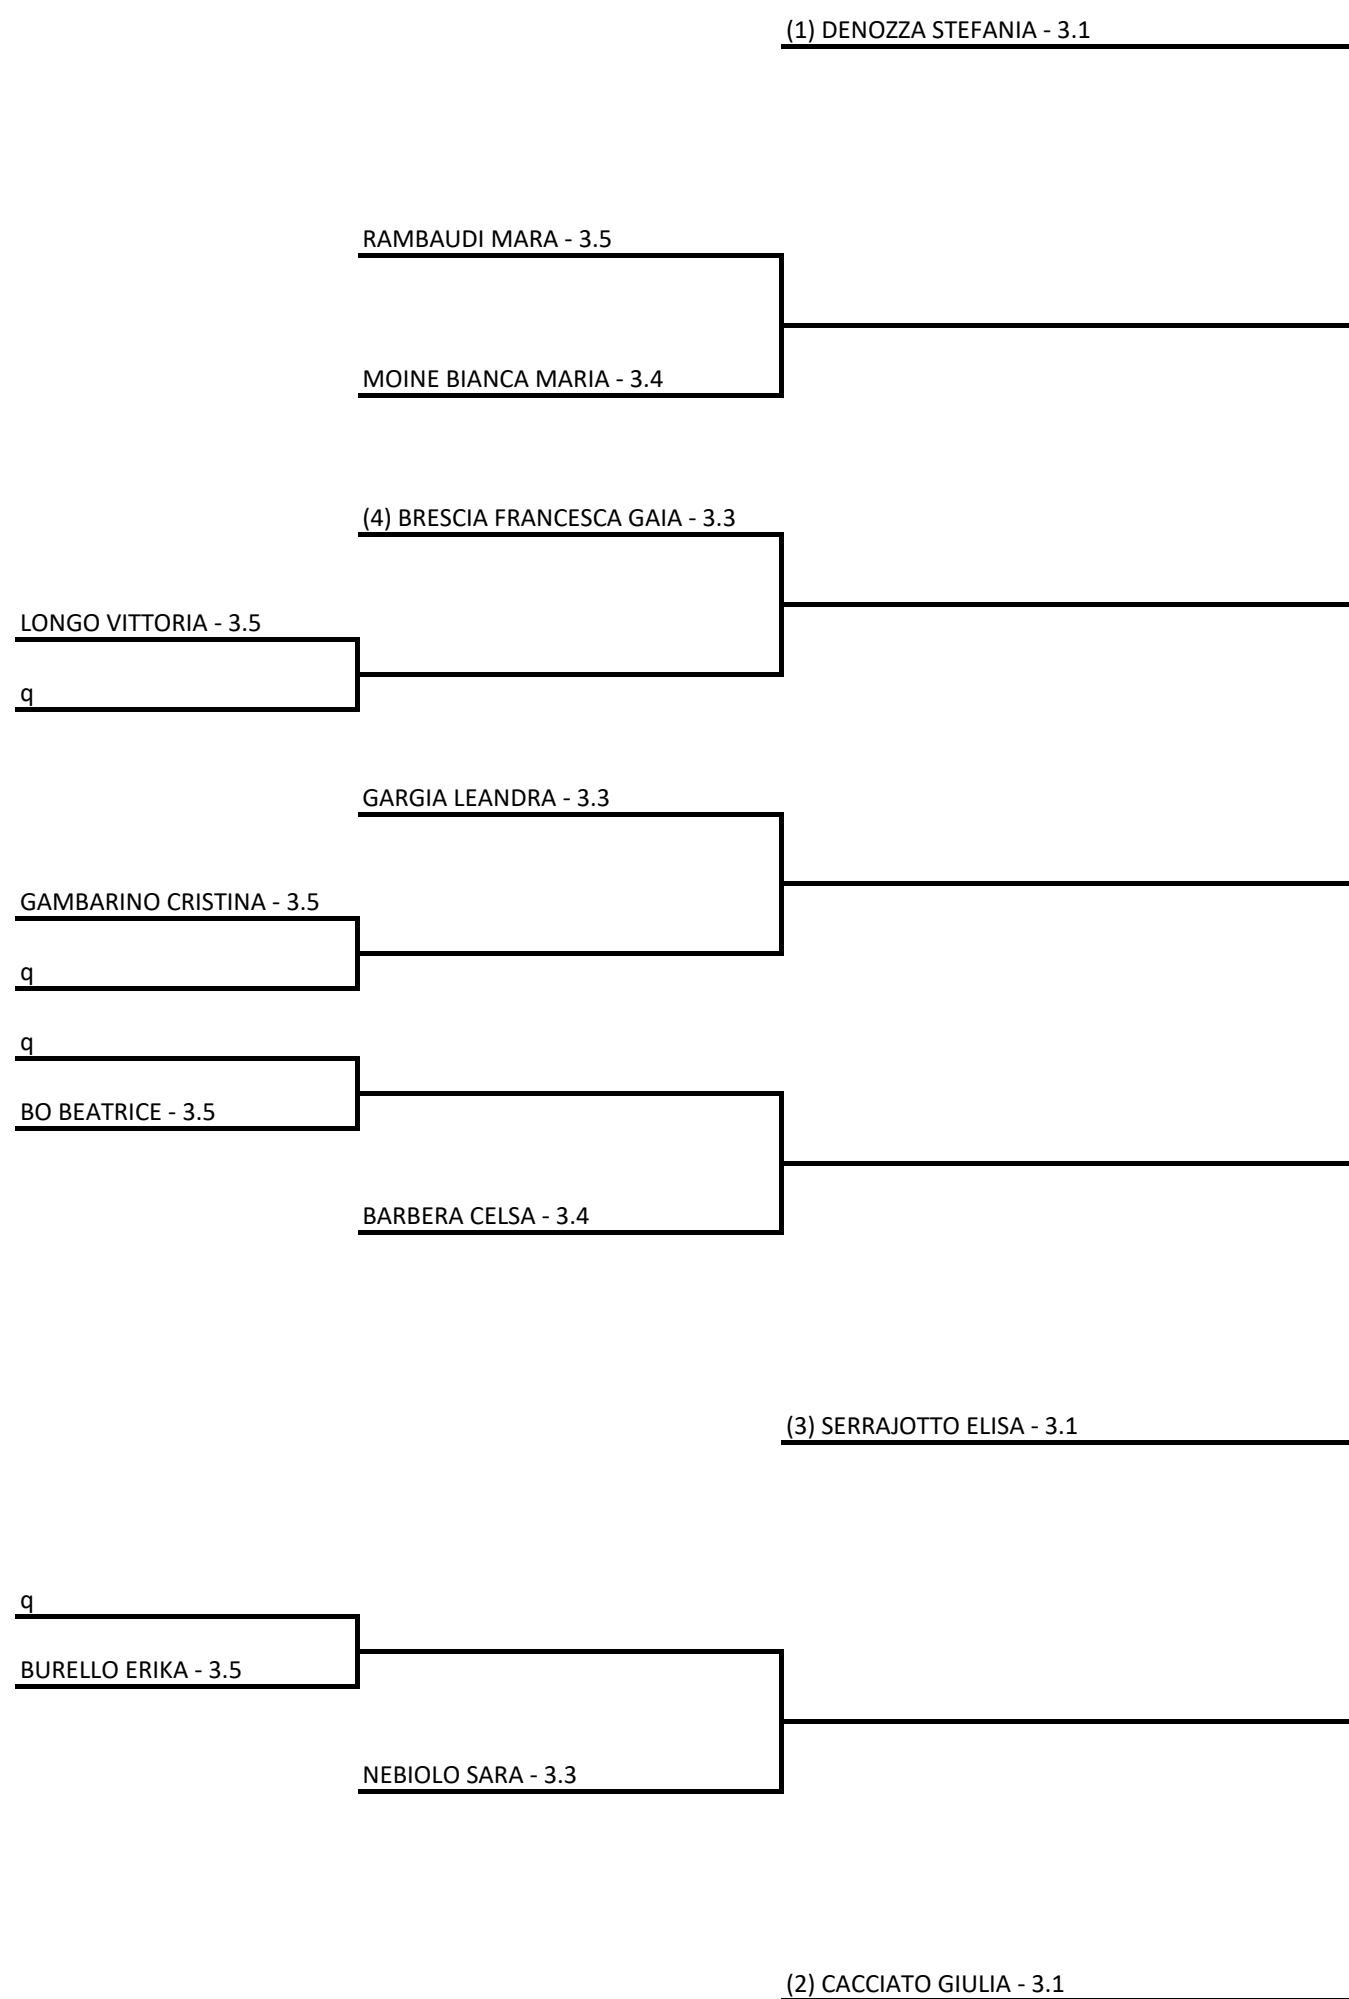 (1) DENOZZA STEFANIA - 3.1
RAMBAUDI MARA - 3.5
MOINE BIANCA MARIA - 3.4
(4) BRESCIA FRANCESCA GAIA - 3.3
LONGO VITTORIA - 3.5
q
GARGIA LEANDRA - 3.3
GAMBARINO CRISTINA - 3.5
q
q
BO BEATRICE - 3.5
BARBERA CELSA - 3.4
(3) SERRAJOTTO ELISA - 3.1
q
BURELLO ERIKA - 3.5
NEBIOLO SARA - 3.3
(2) CACCIATO GIULIA - 3.1